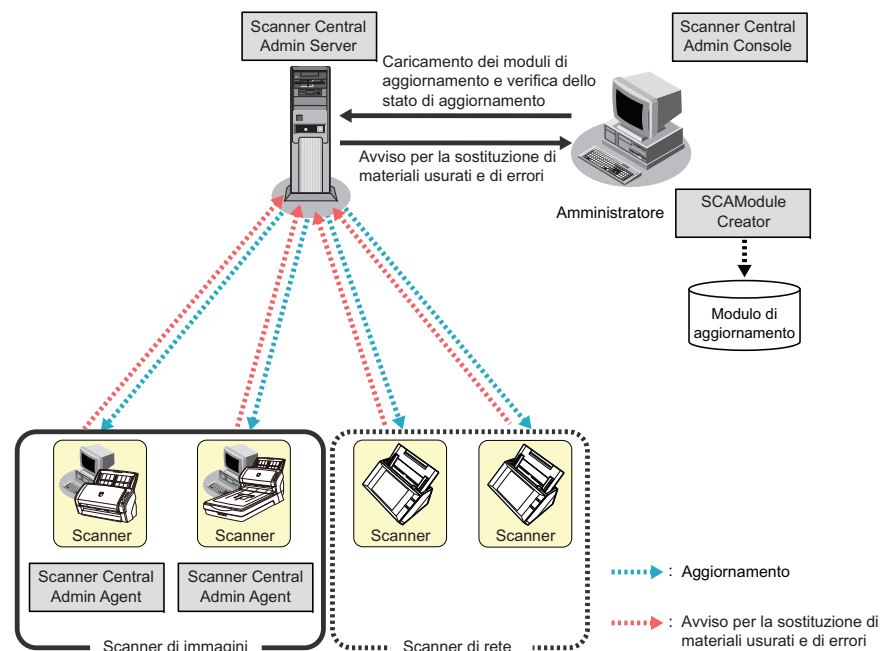 Scanner Central
Admin Server
Scanner Central
Admin Console
Caricamento dei moduli di
aggiornamento e verifica dello
stato di aggiornamento
Avviso per la sostituzione di
materiali usurati e di errori
Amministratore
SCAModule
Creator
Modulo di
aggiornamento
Scanner
Scanner
Scanner
Scanner
Scanner Central
Admin Agent
Scanner Central
Admin Agent
Scanner di immagini
Scanner di rete
: Aggiornamento
: Avviso per la sostituzione di
materiali usurati e di errori